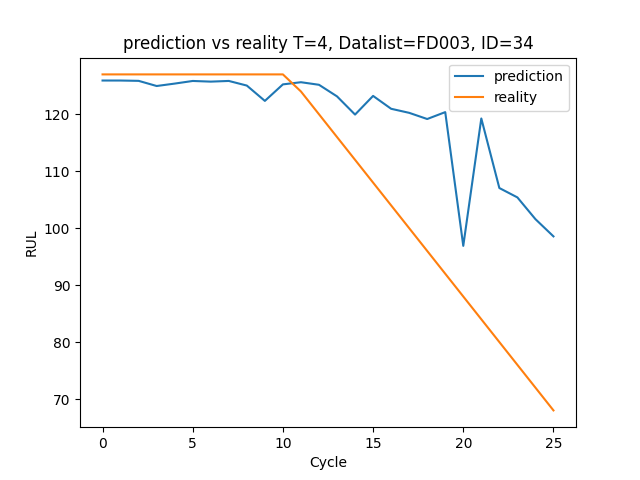 prediction vs reality T=4, Datalist=FD003, ID=34
prediction
reality
120
110
100
90
80
70
RUL
0 5 10 15 20 25
Cycle